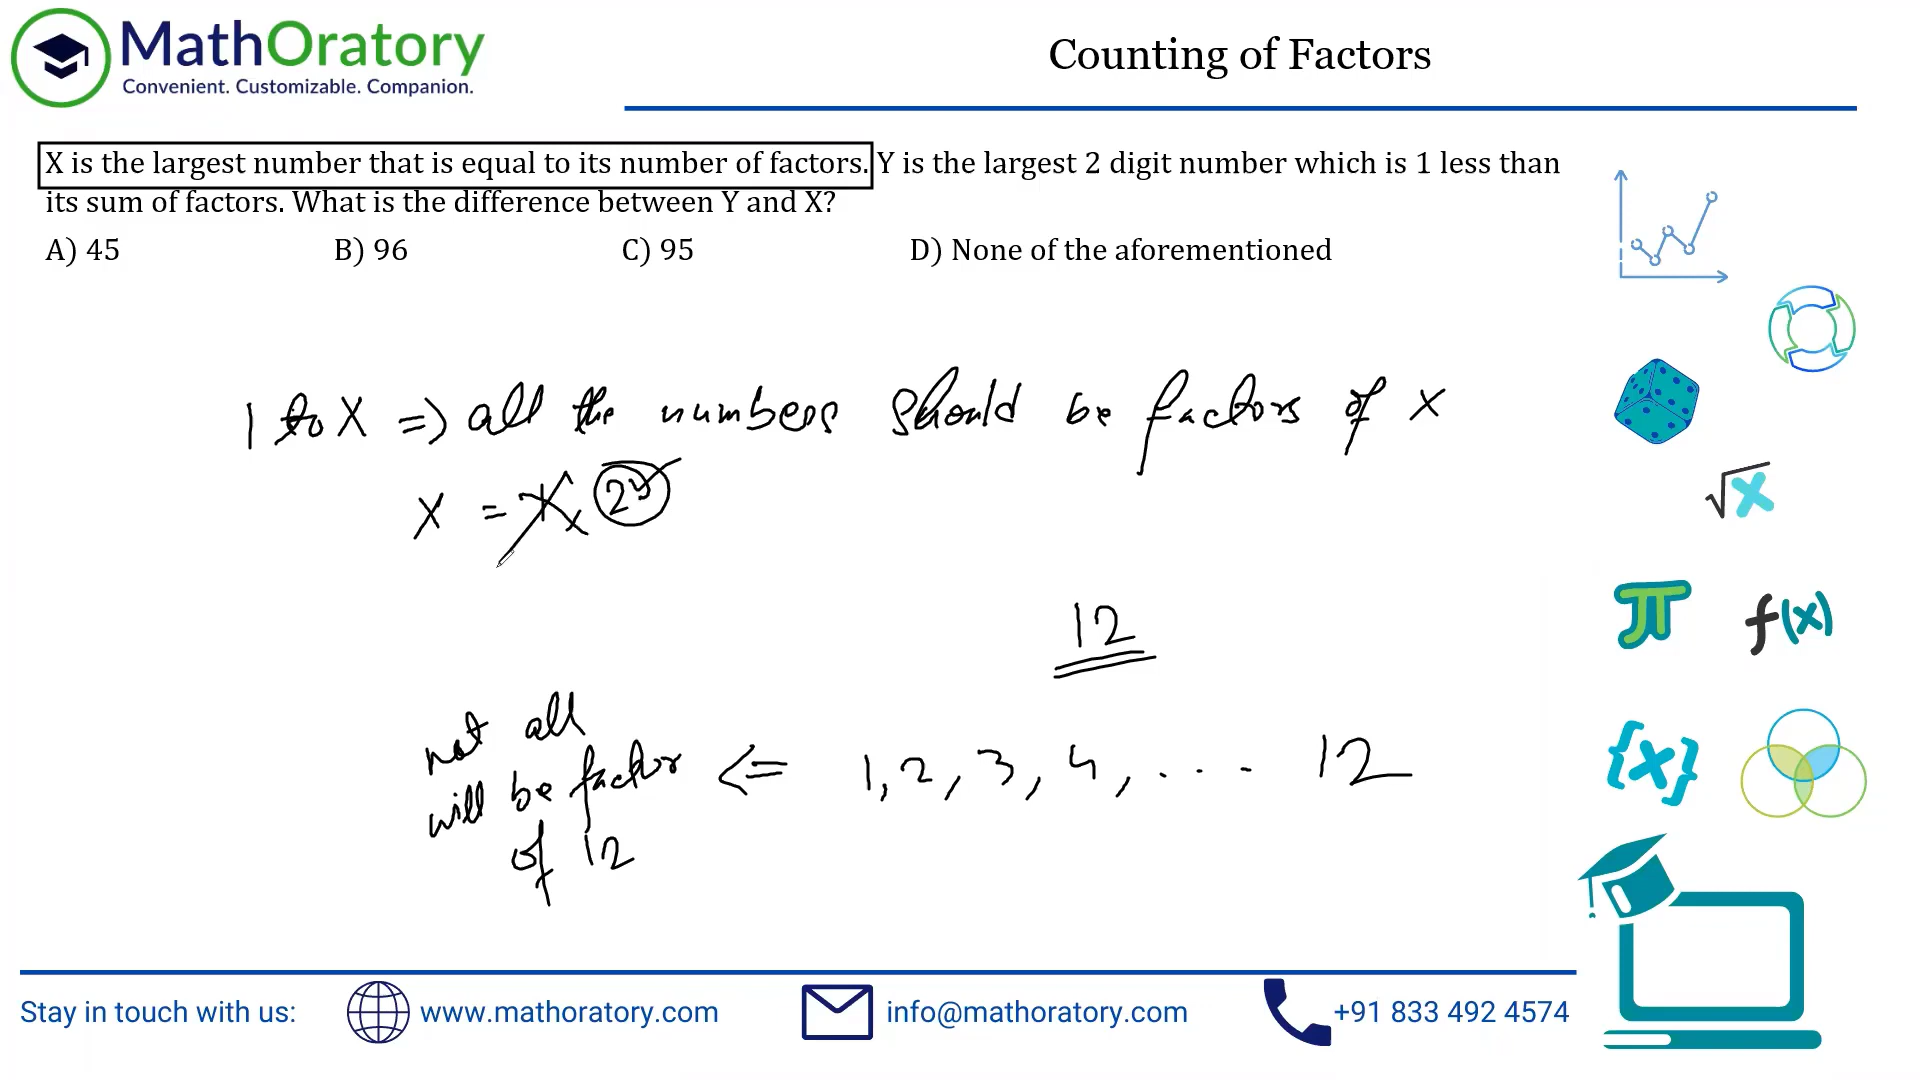 MathOratory
Convenient. Customizable. Companion.
Counting of Factors
X is the largest number that is equal to its number of factors. Y is the largest 2 digit number which is 1 less than
its sum of factors. What is the difference between Y and X?
A) 45 B) 96 C) 95 D) None of the aforementioned
1 to X => all the numbers should be factors of X
X = 2
√x
12
π f(x)
not all
will be factor <= 1, 2, 3, 4, . . . . 12
of 12
{x}
Stay in touch with us: www.mathoratory.com info@mathoratory.com +91 833 492 4574